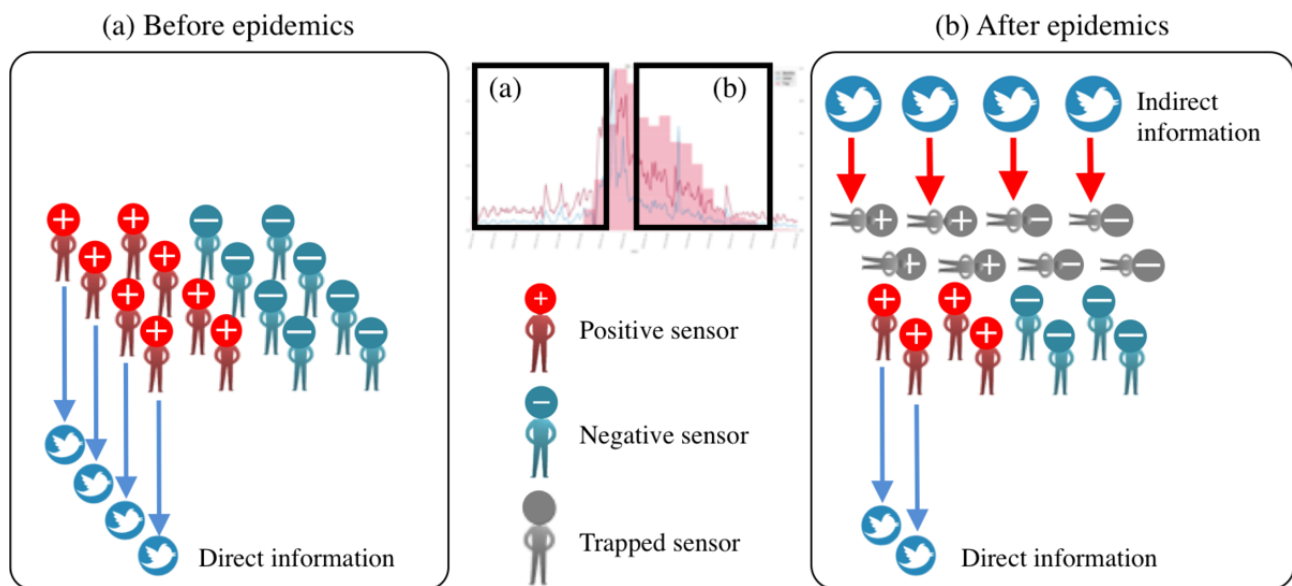 (a) Before epidemics
(b) After epidemics
(a)
(b)
Indirect
information
Positive sensor
Negative sensor
Trapped sensor
Direct information
Direct information